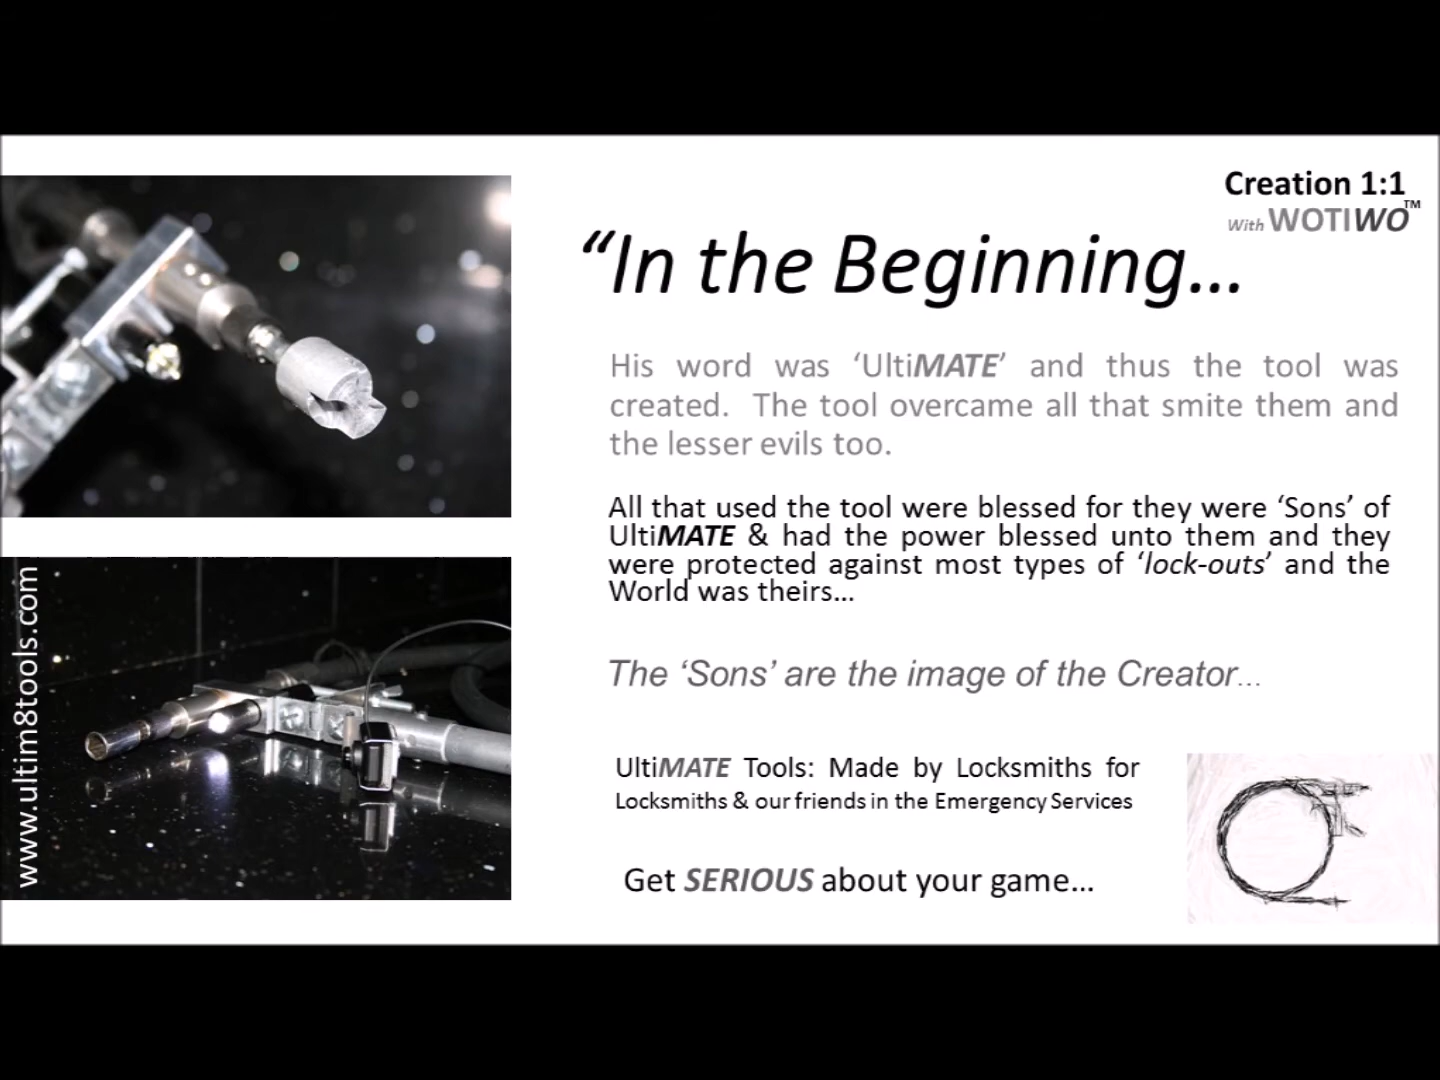 Creation 1:1
With WOTIWO™
“In the Beginning...
His word was ‘UltiMATE’ and thus the tool was
created. The tool overcame all that smite them and
the lesser evils too.
All that used the tool were blessed for they were ‘Sons’ of
UltiMATE & had the power blessed unto them and they
were protected against most types of ‘lock-outs’ and the
World was theirs...
The ‘Sons’ are the image of the Creator...
UltiMATE Tools: Made by Locksmiths for
Locksmiths & our friends in the Emergency Services
Get SERIOUS about your game...
www.ultim8tools.com